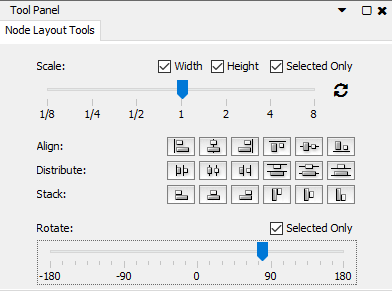 Tool Panel
Node Layout Tools
Scale: Width Height Selected Only
1/8 1/4 1/2 1 2 4 8
Align:
Distribute:
Stack:
Rotate: Selected Only
-180 -90 0 90 180